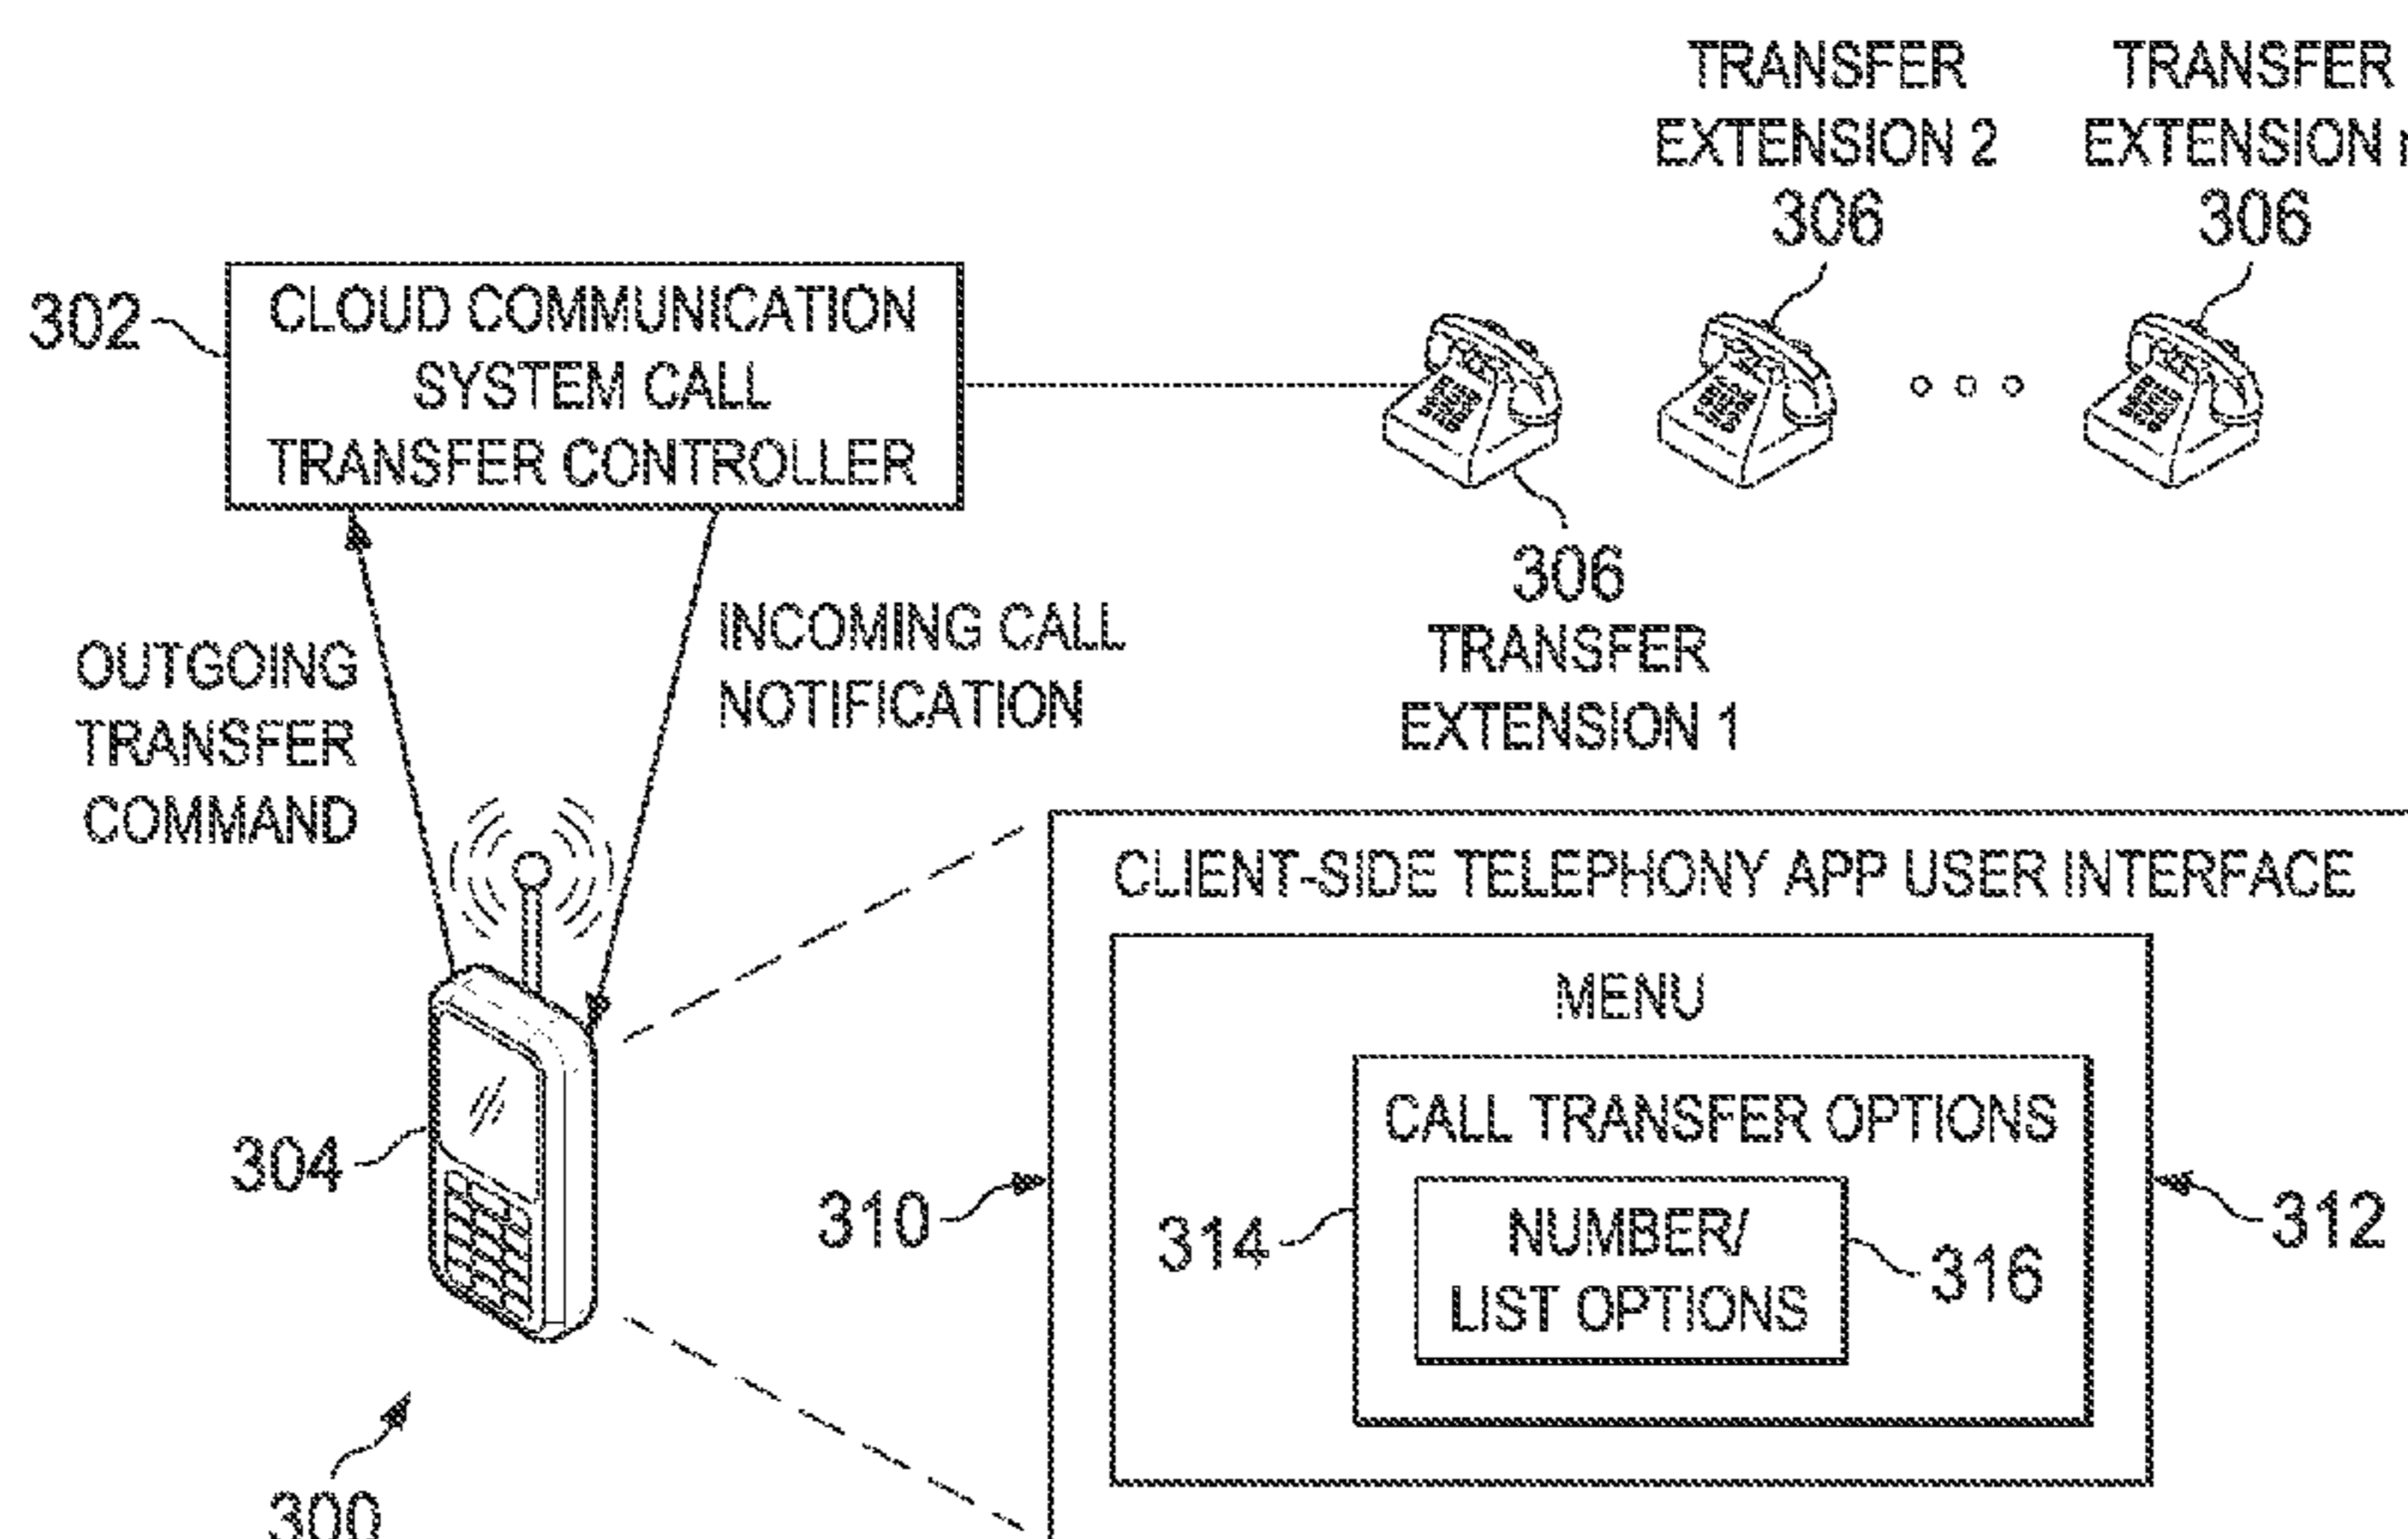 TRANSFER
EXTENSION 2
306
TRANSFER
EXTENSION
306
302
CLOUD COMMUNICATION
SYSTEM CALL
TRANSFER CONTROLLER
306
TRANSFER
EXTENSION 1
OUTGOING
TRANSFER
COMMAND
INCOMING CALL
NOTIFICATION
304
300
310
CLIENT-SIDE TELEPHONY APP USER INTERFACE
MENU
312
314
CALL TRANSFER OPTIONS
NUMBER/
LIST OPTIONS
316